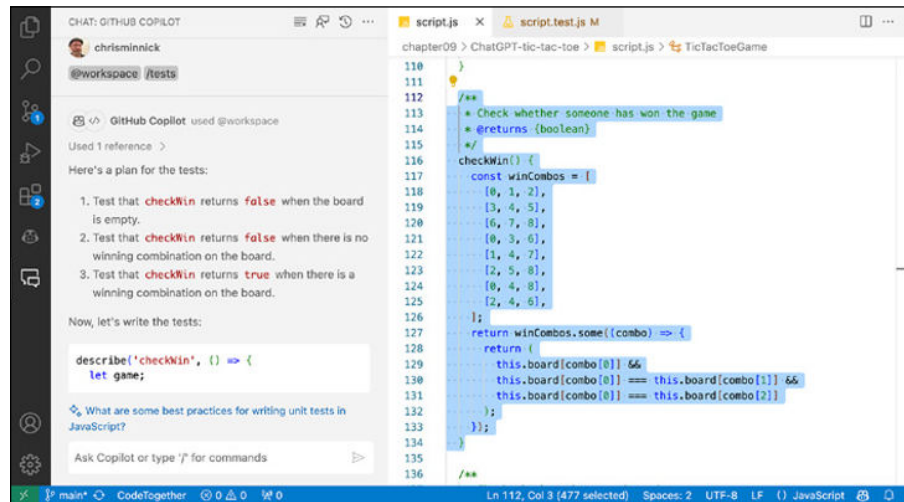 CHAT: GITHUB COPILOT
chrisminnick
@workspace /tests
GitHub Copilot used @workspace
Used 1 reference >
Here's a plan for the tests:
1. Test that checkWin returns false when the board
is empty.
2. Test that checkWin returns false when there is no
winning combination on the board.
3. Test that checkWin returns true when there is a
winning combination on the board.
Now, let's write the tests:
describe('checkWin', () => {
let game;
What are some best practices for writing unit tests in
JavaScript?
Ask Copilot or type '/' for commands
script.js
script.test.js M
chapter09 > ChatGPT-tic-tac-toe > script.js > TicTacToeGame
110 }
111
112 /**
113 * Check whether someone has won the game
114 * @returns {boolean}
115 */
116 checkWin() {
117 const winCombos = [
118 [0, 1, 2],
119 [3, 4, 5],
120 [6, 7, 8],
121 [0, 3, 6],
122 [1, 4, 7],
123 [2, 5, 8],
124 [0, 4, 8],
125 [2, 4, 6],
126 ];
127 return winCombos.some((combo) => {
128 return (
129 this.board[combo[0]] &&
130 this.board[combo[0]] === this.board[combo[1]] &&
131 this.board[combo[0]] === this.board[combo[2]]
132 );
133 });
134 }
135
136 /**
1
2
main* CodeTogether 0 0 0 Ln 112, Col 3 (477 selected) Spaces: 2 UTF-8 LF {} JavaScript